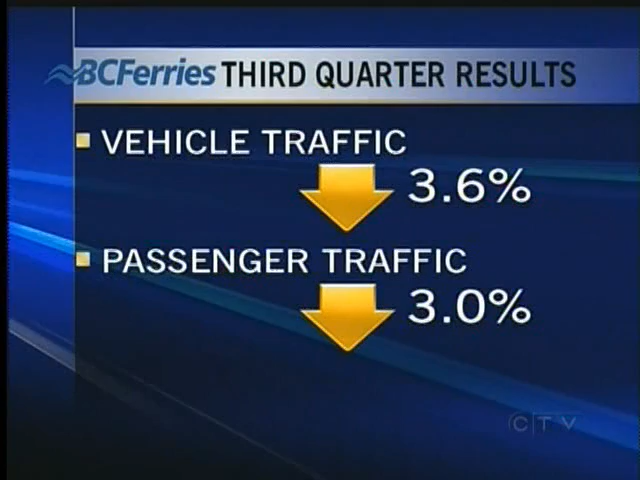 BCFerries THIRD QUARTER RESULTS
VEHICLE TRAFFIC
3.6%
PASSENGER TRAFFIC
3.0%
CTV